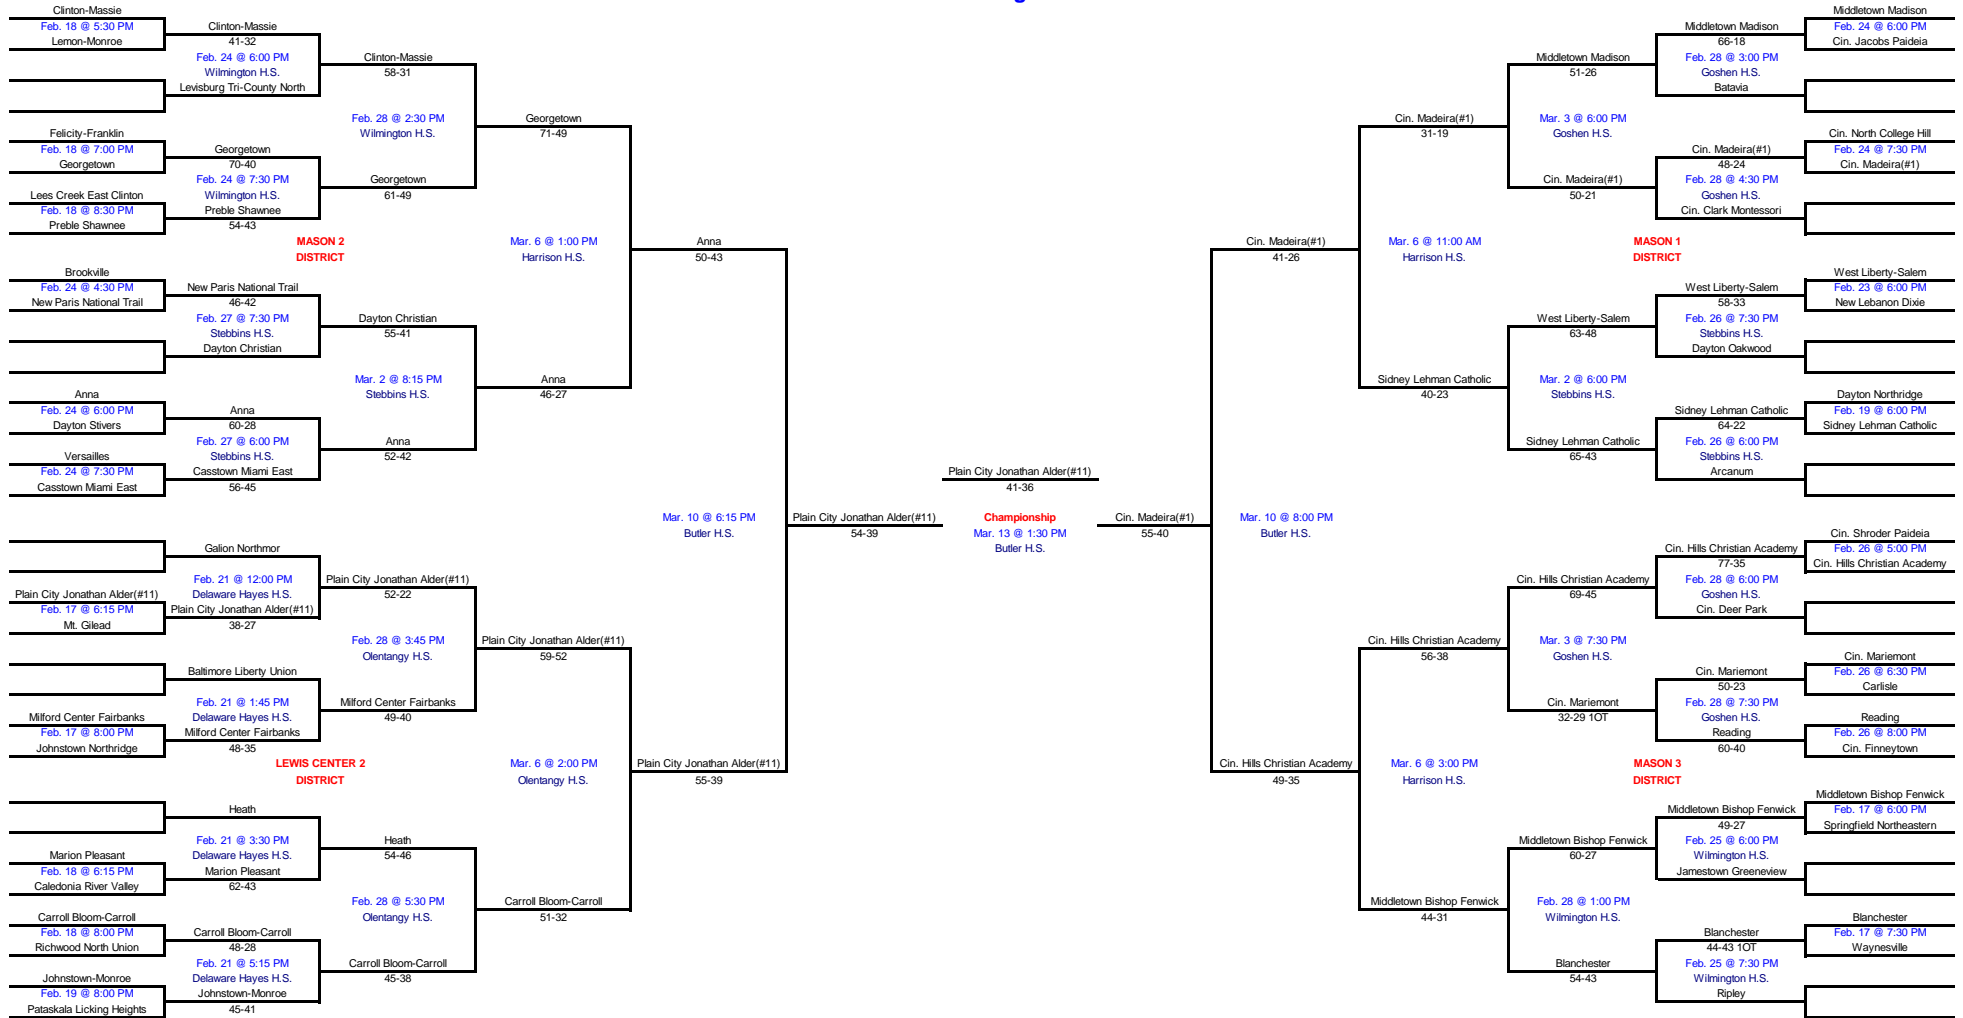 g
Clinton-Massie
Feb. 18 @ 5:30 PM
Lemon-Monroe
Clinton-Massie
41-32
Feb. 24 @ 6:00 PM
Wilmington H.S.
Levisburg Tri-County North
Clinton-Massie
58-31
Feb. 28 @ 2:30 PM
Wilmington H.S.
Felicity-Franklin
Feb. 18 @ 7:00 PM
Georgetown
Georgetown
70-40
Feb. 24 @ 7:30 PM
Wilmington H.S.
Preble Shawnee
54-43
Lees Creek East Clinton
Feb. 18 @ 8:30 PM
Preble Shawnee
Georgetown
61-49
Georgetown
71-49
MASON 2
DISTRICT
Mar. 6 @ 1:00 PM
Harrison H.S.
Anna
50-43
Brookville
Feb. 24 @ 4:30 PM
New Paris National Trail
New Paris National Trail
46-42
Feb. 27 @ 7:30 PM
Stebbins H.S.
Dayton Christian
Dayton Christian
55-41
Mar. 2 @ 8:15 PM
Stebbins H.S.
Anna
46-27
Anna
Feb. 24 @ 6:00 PM
Dayton Stivers
Anna
60-28
Feb. 27 @ 6:00 PM
Stebbins H.S.
Casstown Miami East
56-45
Versailles
Feb. 24 @ 7:30 PM
Casstown Miami East
Anna
52-42
Mar. 10 @ 6:15 PM
Butler H.S.
Plain City Jonathan Alder(#11)
54-39
Galion Northmor
Feb. 21 @ 12:00 PM
Delaware Hayes H.S.
Plain City Jonathan Alder(#11)
38-27
Plain City Jonathan Alder(#11)
Feb. 17 @ 6:15 PM
Mt. Gilead
Plain City Jonathan Alder(#11)
52-22
Feb. 28 @ 3:45 PM
Olentangy H.S.
Plain City Jonathan Alder(#11)
59-52
Baltimore Liberty Union
Feb. 21 @ 1:45 PM
Delaware Hayes H.S.
Milford Center Fairbanks
48-35
Milford Center Fairbanks
Feb. 17 @ 8:00 PM
Johnstown Northridge
Milford Center Fairbanks
49-40
LEWIS CENTER 2
DISTRICT
Mar. 6 @ 2:00 PM
Olentangy H.S.
Plain City Jonathan Alder(#11)
55-39
Heath
Feb. 21 @ 3:30 PM
Delaware Hayes H.S.
Marion Pleasant
62-43
Marion Pleasant
Feb. 18 @ 6:15 PM
Caledonia River Valley
Heath
54-46
Feb. 28 @ 5:30 PM
Olentangy H.S.
Carroll Bloom-Carroll
51-32
Carroll Bloom-Carroll
Feb. 18 @ 8:00 PM
Richwood North Union
Carroll Bloom-Carroll
48-28
Feb. 21 @ 5:15 PM
Delaware Hayes H.S.
Johnstown-Monroe
45-41
Johnstown-Monroe
Feb. 19 @ 8:00 PM
Pataskala Licking Heights
Carroll Bloom-Carroll
45-38
Plain City Jonathan Alder(#11)
41-36
Championship
Mar. 13 @ 1:30 PM
Butler H.S.
Middletown Madison
Feb. 24 @ 6:00 PM
Cin. Jacobs Paideia
Middletown Madison
66-18
Feb. 28 @ 3:00 PM
Goshen H.S.
Batavia
Middletown Madison
51-26
Mar. 3 @ 6:00 PM
Goshen H.S.
Cin. Madeira(#1)
31-19
Cin. North College Hill
Feb. 24 @ 7:30 PM
Cin. Madeira(#1)
Cin. Madeira(#1)
48-24
Feb. 28 @ 4:30 PM
Goshen H.S.
Cin. Clark Montessori
Cin. Madeira(#1)
50-21
MASON 1
DISTRICT
Mar. 6 @ 11:00 AM
Harrison H.S.
Cin. Madeira(#1)
41-26
West Liberty-Salem
Feb. 23 @ 6:00 PM
New Lebanon Dixie
West Liberty-Salem
58-33
Feb. 26 @ 7:30 PM
Stebbins H.S.
Dayton Oakwood
West Liberty-Salem
63-48
Mar. 2 @ 6:00 PM
Stebbins H.S.
Sidney Lehman Catholic
40-23
Dayton Northridge
Feb. 19 @ 6:00 PM
Sidney Lehman Catholic
Sidney Lehman Catholic
64-22
Feb. 26 @ 6:00 PM
Stebbins H.S.
Arcanum
Sidney Lehman Catholic
65-43
Cin. Madeira(#1)
55-40
Mar. 10 @ 8:00 PM
Butler H.S.
Cin. Shroder Paideia
Feb. 26 @ 5:00 PM
Cin. Hills Christian Academy
Cin. Hills Christian Academy
77-35
Feb. 28 @ 6:00 PM
Goshen H.S.
Cin. Deer Park
Cin. Hills Christian Academy
69-45
Mar. 3 @ 7:30 PM
Goshen H.S.
Cin. Hills Christian Academy
56-38
Cin. Mariemont
Feb. 26 @ 6:30 PM
Carlisle
Cin. Mariemont
50-23
Feb. 28 @ 7:30 PM
Goshen H.S.
Reading
60-40
Reading
Feb. 26 @ 8:00 PM
Cin. Finneytown
Cin. Mariemont
32-29 1OT
MASON 3
DISTRICT
Mar. 6 @ 3:00 PM
Harrison H.S.
Cin. Hills Christian Academy
49-35
Middletown Bishop Fenwick
Feb. 17 @ 6:00 PM
Springfield Northeastern
Middletown Bishop Fenwick
49-27
Feb. 25 @ 6:00 PM
Wilmington H.S.
Jamestown Greeneview
Middletown Bishop Fenwick
60-27
Feb. 28 @ 1:00 PM
Wilmington H.S.
Middletown Bishop Fenwick
44-31
Blanchester
Feb. 17 @ 7:30 PM
Waynesville
Blanchester
44-43 1OT
Feb. 25 @ 7:30 PM
Wilmington H.S.
Ripley
Blanchester
54-43